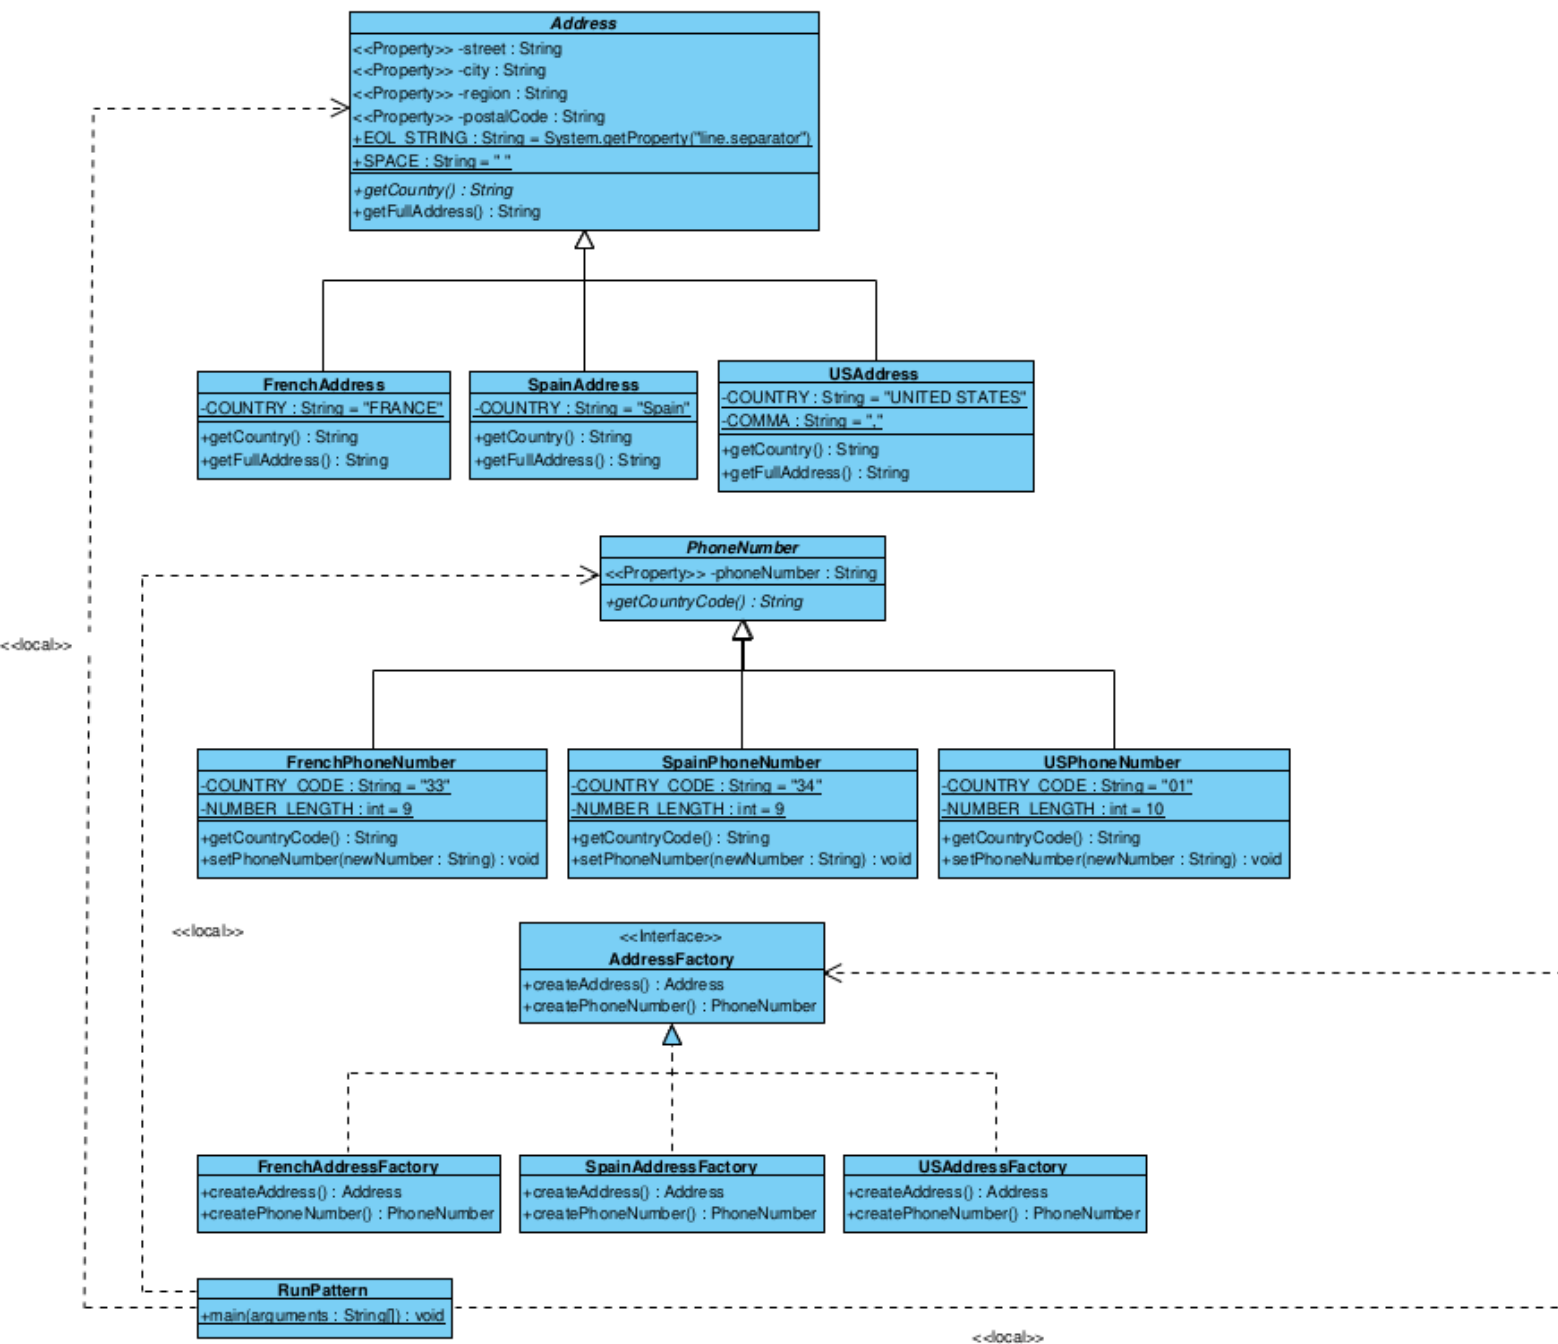 Address
<<Property>> -street : String
<<Property>> -city : String
<<Property>> -region : String
<<Property>> -postalCode : String
+EOL_STRING : String = System.getProperty("line.separator")
+SPACE : String = " "
+getCountry() : String
+getFullAddress() : String
FrenchAddress
-COUNTRY : String = "FRANCE"
+getCountry() : String
+getFullAddress() : String
SpainAddress
-COUNTRY : String = "Spain"
+getCountry() : String
+getFullAddress() : String
USAddress
-COUNTRY : String = "UNITED STATES"
-COMMA : String = ","
+getCountry() : String
+getFullAddress() : String
PhoneNumber
<<Property>> -phoneNumber : String
+getCountryCode() : String
<<local>>
FrenchPhoneNumber
-COUNTRY_CODE : String = "33"
-NUMBER_LENGTH : int = 9
+getCountryCode() : String
+setPhoneNumber(newNumber : String) : void
SpainPhoneNumber
-COUNTRY_CODE : String = "34"
-NUMBER_LENGTH : int = 9
+getCountryCode() : String
+setPhoneNumber(newNumber : String) : void
USPhoneNumber
-COUNTRY_CODE : String = "01"
-NUMBER_LENGTH : int = 10
+getCountryCode() : String
+setPhoneNumber(newNumber : String) : void
<<local>>
<<Interface>>
AddressFactory
+createAddress() : Address
+createPhoneNumber() : PhoneNumber
FrenchAddressFactory
+createAddress() : Address
+createPhoneNumber() : PhoneNumber
SpainAddressFactory
+createAddress() : Address
+createPhoneNumber() : PhoneNumber
USAddressFactory
+createAddress() : Address
+createPhoneNumber() : PhoneNumber
RunPattern
+main(arguments : String[]) : void
<<local>>